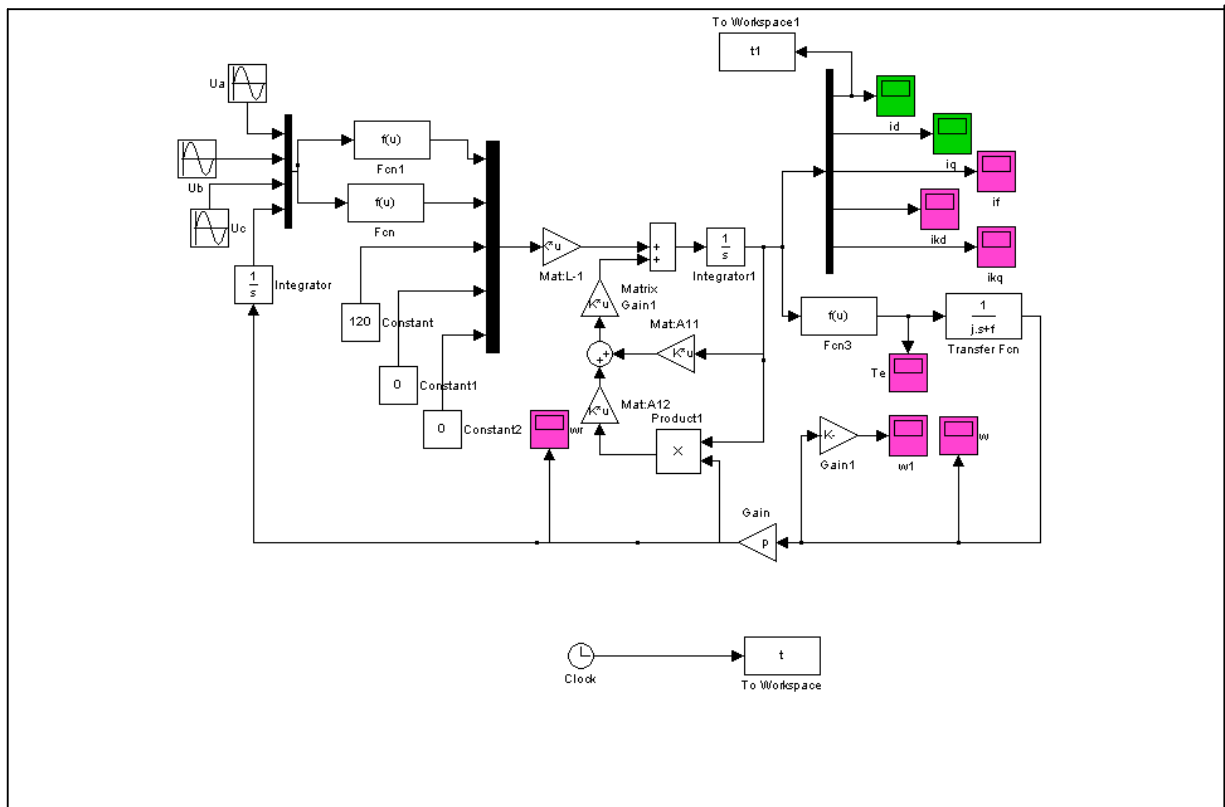 To Workspace1
t1
Ua
id
f(u)
Fcn1
iq
Ub
f(u)
Fcn
if
Uc
ikd
1
s
Integrator
K*u
Mat:L-1
+
+
1
s
Integrator1
ikq
Matrix
Gain1
K*u
120
Constant
Mat:A11
K*u
+
+
f(u)
Fcn3
1
j.s+f
Transfer Fcn
Te
0
Constant1
Mat:A12
K*u
0
Constant2
wr
Product1
×
K-
Gain1
w1
w
Gain
p
Clock
t
To Workspace